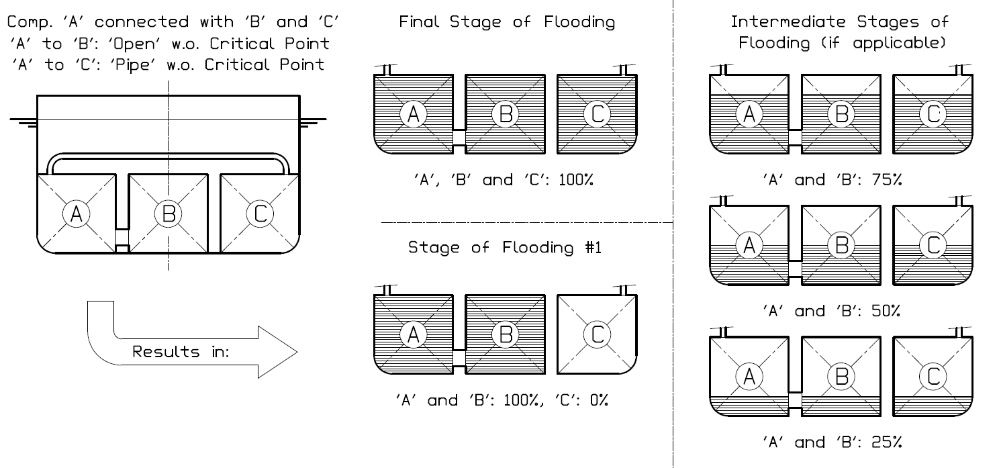 Comp. 'A' connected with 'B' and 'C'
'A' to 'B': 'Open' w.o. Critical Point
'A' to 'C': 'Pipe' w.o. Critical Point
A
B
C
Results in:
Final Stage of Flooding
A
B
C
'A', 'B' and 'C': 100%
Stage of Flooding #1
A
B
C
'A' and 'B': 100%, 'C': 0%
Intermediate Stages of
Flooding (if applicable)
A
B
C
'A' and 'B': 75%
A
B
C
'A' and 'B': 50%
A
B
C
'A' and 'B': 25%